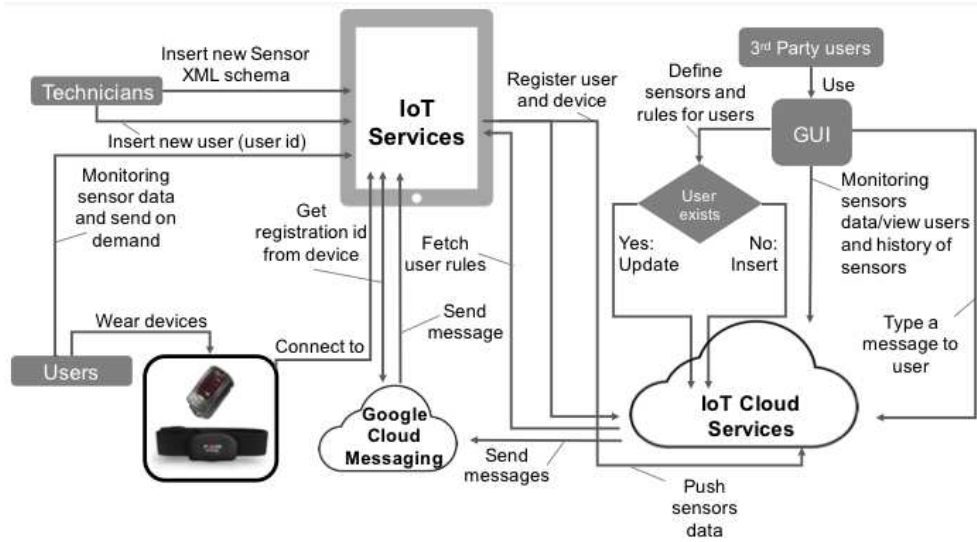 Insert new Sensor
XML schema
Technicians
Insert new user (user id)
Monitoring
sensor data
and send on
demand
IoT
Services
Get
registration id
from device
Register user
and device
Fetch
user rules
Define
sensors and
rules for users
3rd Party users
Use
GUI
User
exists
Yes:
Update
No:
Insert
Monitoring
sensors
data/view users
and history of
sensors
Type a
message to
user
Wear devices
Users
Connect to
Send
message
Google
Cloud
Messaging
Send
messages
IoT Cloud
Services
Push
sensors
data